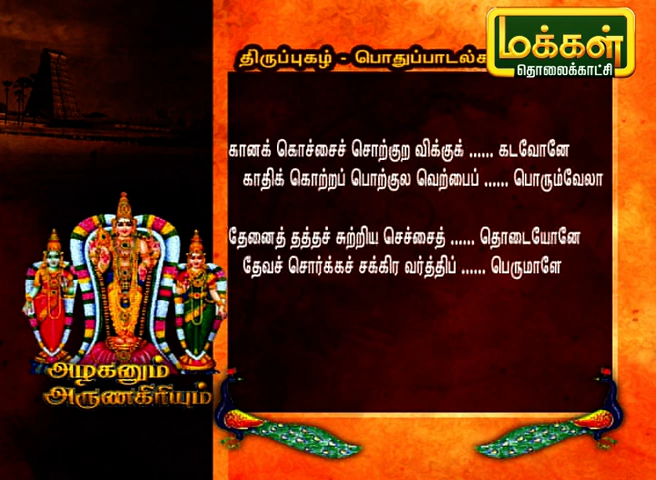 திருப்புகழ் - பொதுப்பாடல்க
மக்கள்
தொலைக்காட்சி
கானக் கொச்சைச் சொற்குற விக்குக் ...... கடவோனே
காதிக் கொற்றப் பொற்குல வெற்பைப் ...... பொரும்வேலா
தேனைத் தத்தச் சுற்றிய செச்சைத் ...... தொடையோனே
தேவச் சொர்க்கச் சக்கிர வர்த்திப் ...... பெருமாளே
அழகனும்
அருணகிரியும்